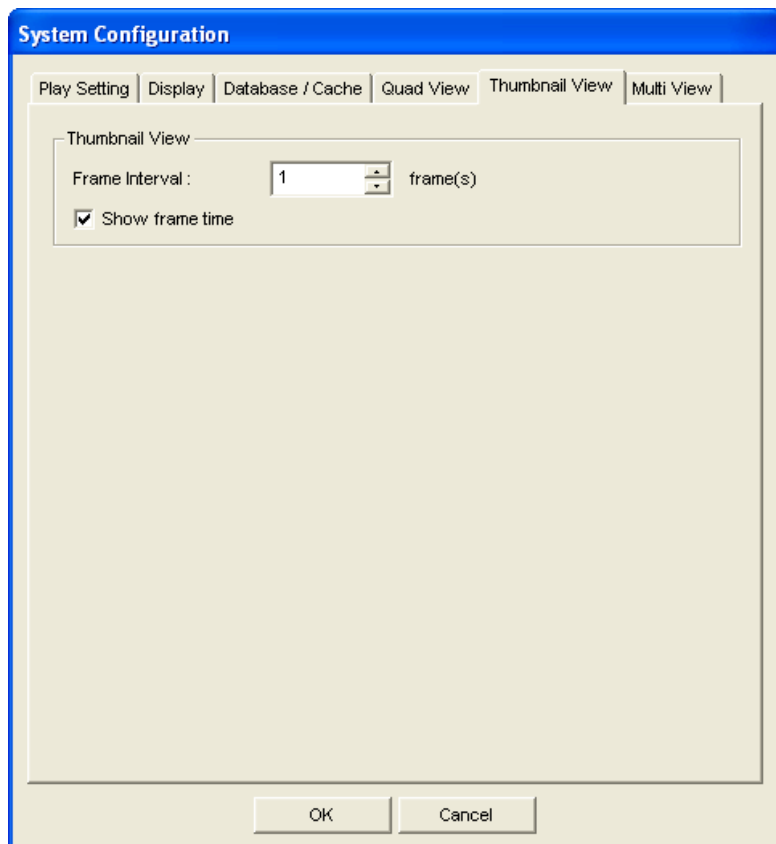 System Configuration
Play Setting Display Database / Cache Quad View Thumbnail View Multi View
Thumbnail View
Frame Interval : 1 frame(s)
Show frame time
OK Cancel